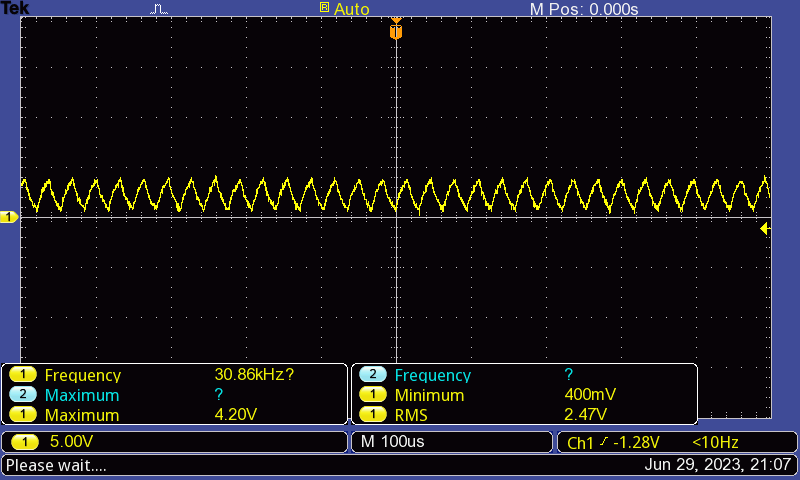 Tek R Auto M Pos: 0.000s
T
1
1 Frequency 30.86kHz?
2 Maximum ?
1 Maximum 4.20V
2 Frequency ?
1 Minimum 400mV
1 RMS 2.47V
1 5.00V M 100us Ch1 -1.28V <10Hz
Please wait.... Jun 29, 2023, 21:07